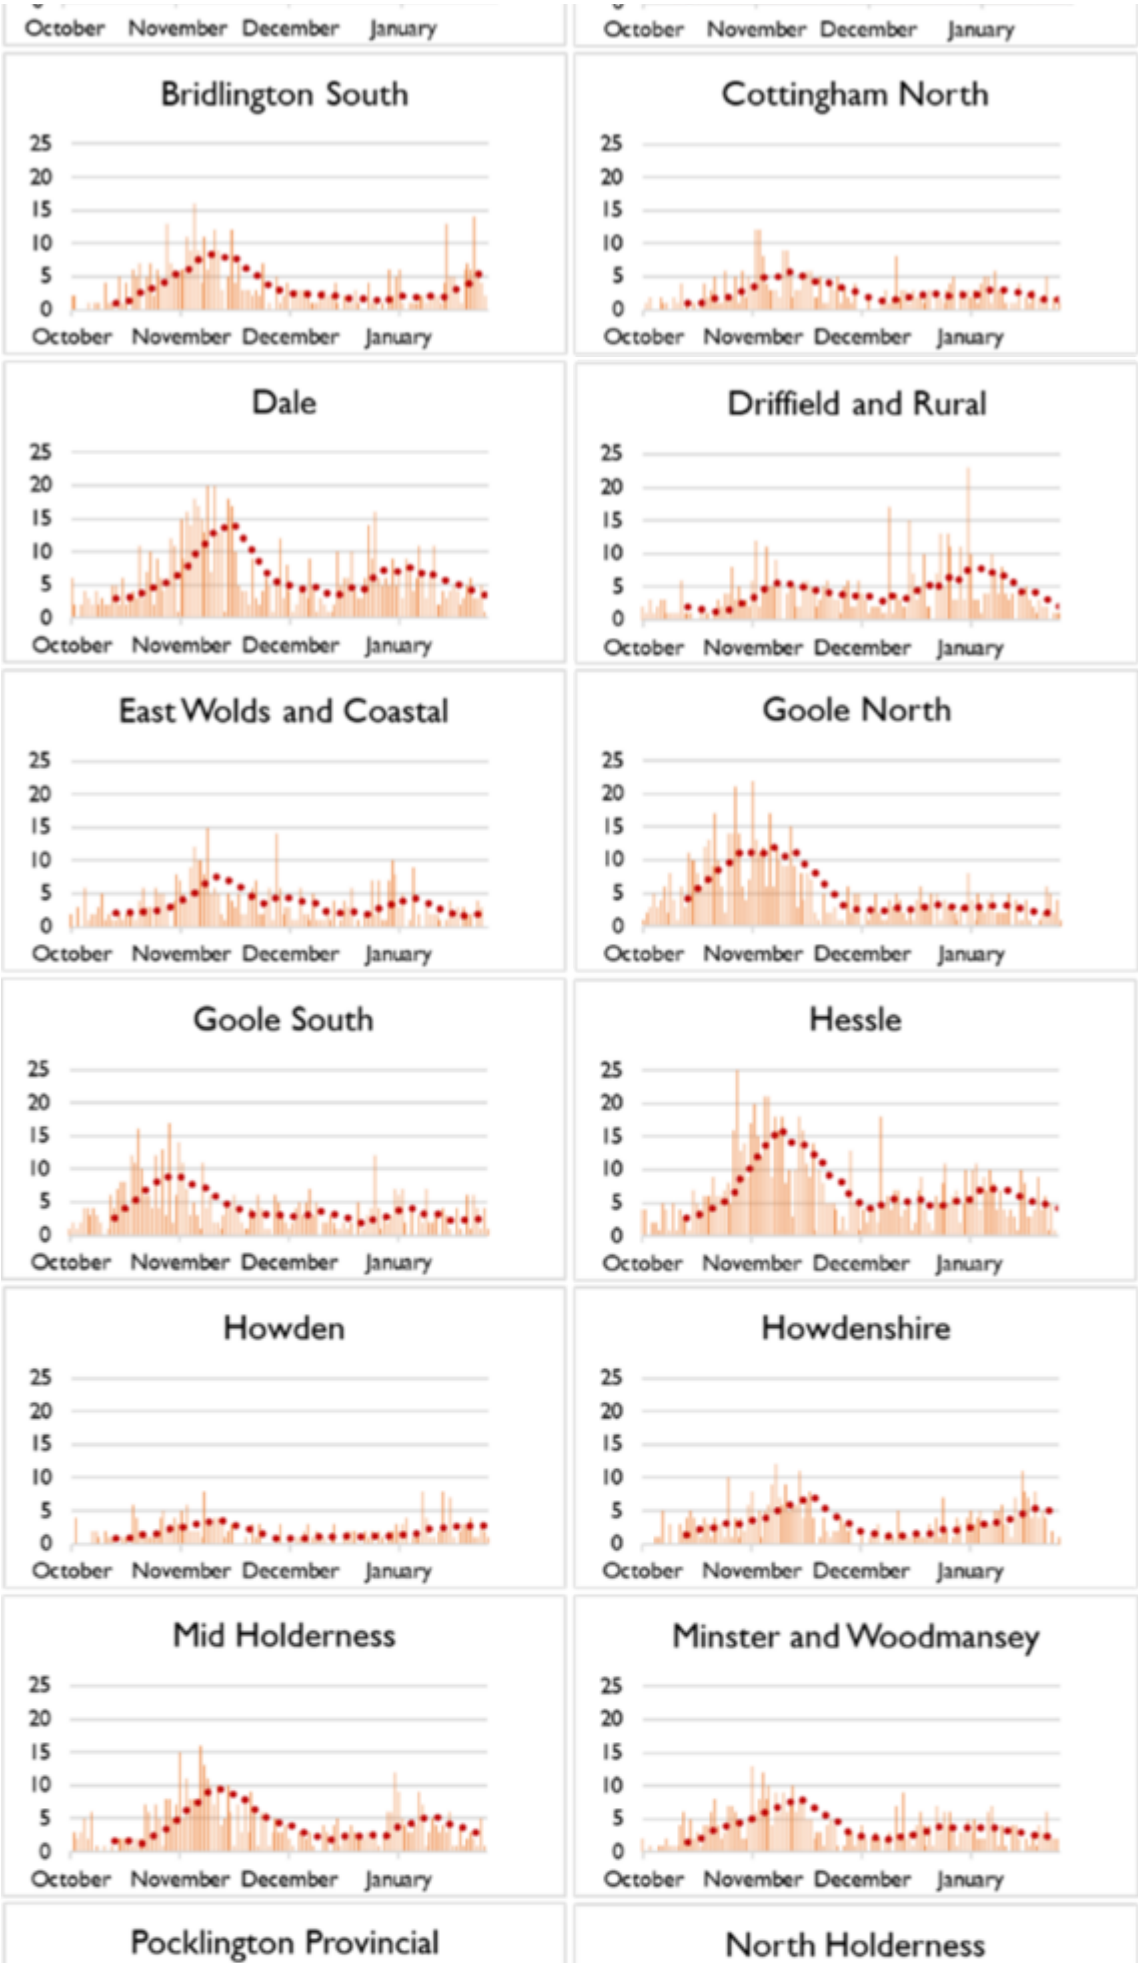 October November December January
October November December January
Bridlington South
25
20
15
10
5
0
October November December January
Cottingham North
25
20
15
10
5
0
October November December January
Dale
25
20
15
10
5
0
October November December January
Driffield and Rural
25
20
15
10
5
0
October November December January
East Wolds and Coastal
25
20
15
10
5
0
October November December January
Goole North
25
20
15
10
5
0
October November December January
Goole South
25
20
15
10
5
0
October November December January
Hessle
25
20
15
10
5
0
October November December January
Howden
25
20
15
10
5
0
October November December January
Howdenshire
25
20
15
10
5
0
October November December January
Mid Holderness
25
20
15
10
5
0
October November December January
Minster and Woodmansey
25
20
15
10
5
0
October November December January
Pocklington Provincial
North Holderness